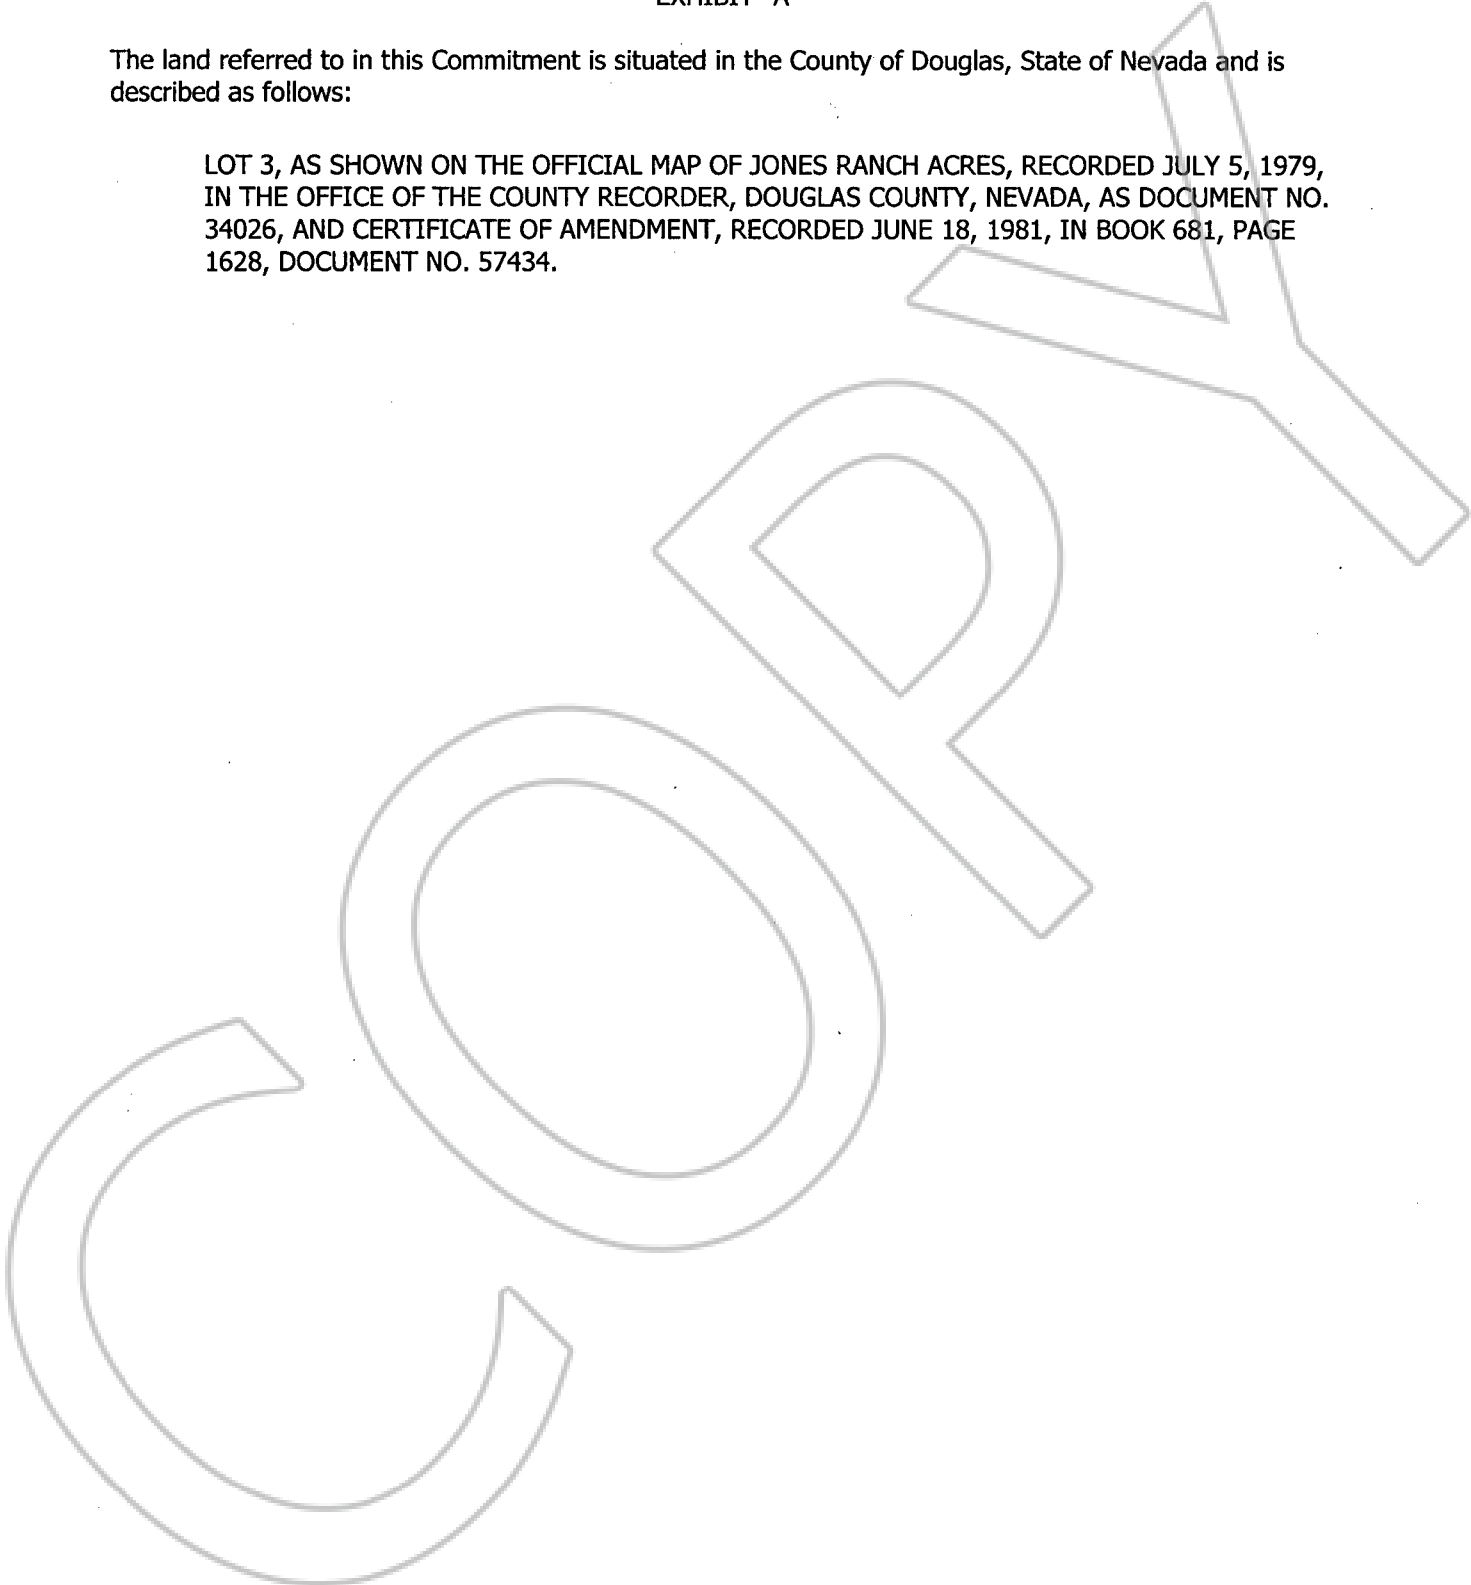 EXHIBIT "A"
The land referred to in this Commitment is situated in the County of Douglas, State of Nevada and is
described as follows:
LOT 3, AS SHOWN ON THE OFFICIAL MAP OF JONES RANCH ACRES, RECORDED JULY 5, 1979,
IN THE OFFICE OF THE COUNTY RECORDER, DOUGLAS COUNTY, NEVADA, AS DOCUMENT NO.
34026, AND CERTIFICATE OF AMENDMENT, RECORDED JUNE 18, 1981, IN BOOK 681, PAGE
1628, DOCUMENT NO. 57434.
COPY